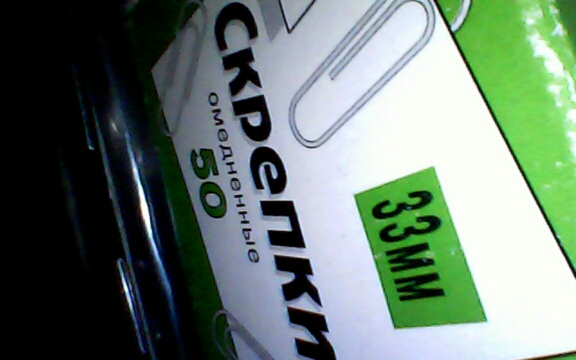 скрепки
омедненные
50
33мм